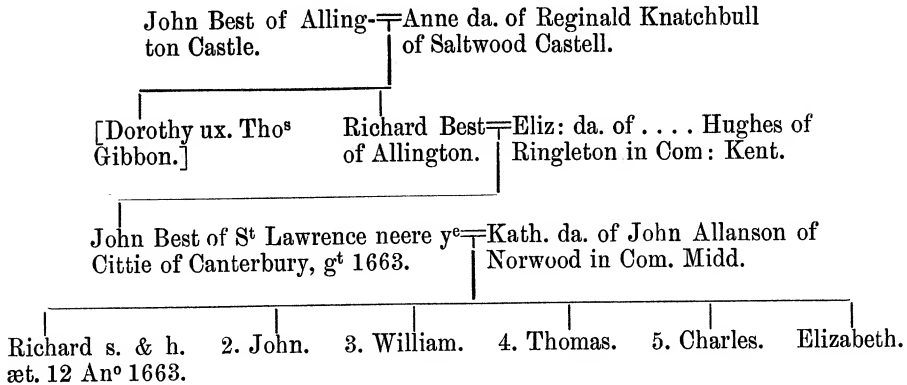 John Best of Alling-
ton Castle.
Anne da. of Reginald Knatchbull
of Saltwood Castell.
[Dorothy ux. Thoˢ
Gibbon.]
Richard Best
of Allington.
Eliz: da. of .... Hughes of
Ringleton in Com: Kent.
John Best of Sᵗ Lawrence neere yᵉ
Cittie of Canterbury, gᵗ 1663.
Kath. da. of John Allanson of
Norwood in Com. Midd.
Richard s. & h.
æt. 12 Anº 1663.
2. John.
3. William.
4. Thomas.
5. Charles.
Elizabeth.